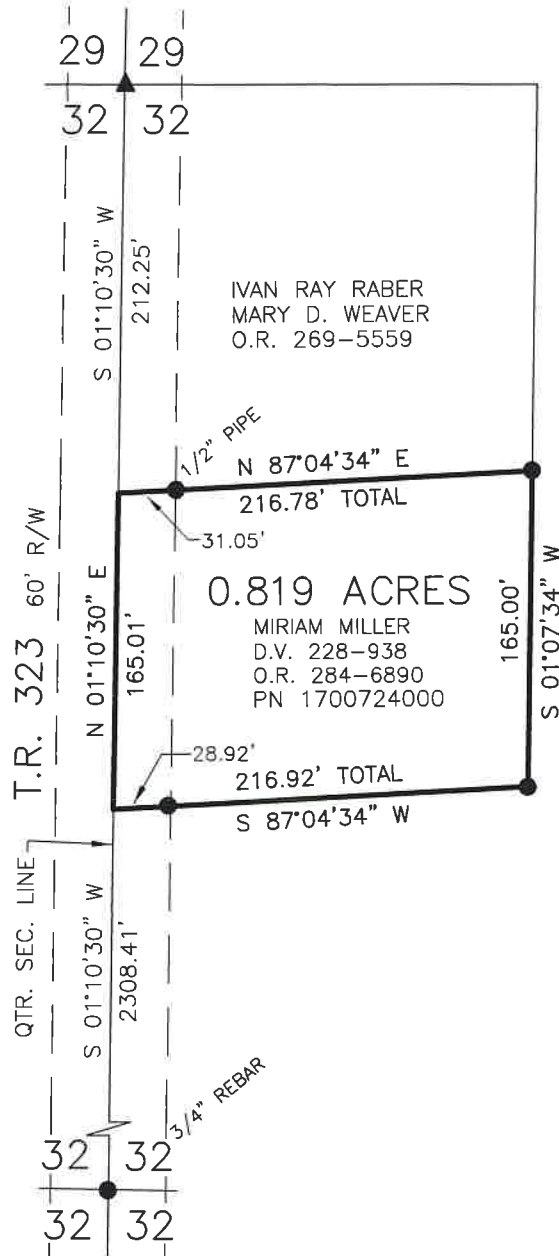 29 29
32 32
S 01°10'30" W
212.25'
IVAN RAY RABER
MARY D. WEAVER
O.R. 269-5559
1/2" PIPE
N 87°04'34" E
216.78' TOTAL
31.05'
T.R. 323 60' R/W
N 01°10'30" E
165.01'
0.819 ACRES
MIRIAM MILLER
D.V. 228-938
O.R. 284-6890
PN 1700724000
165.00'
S 01°07'34" W
28.92'
216.92' TOTAL
S 87°04'34" W
QTR. SEC. LINE
S 01°10'30" W
2308.41'
3/4" REBAR
32 32
32 32